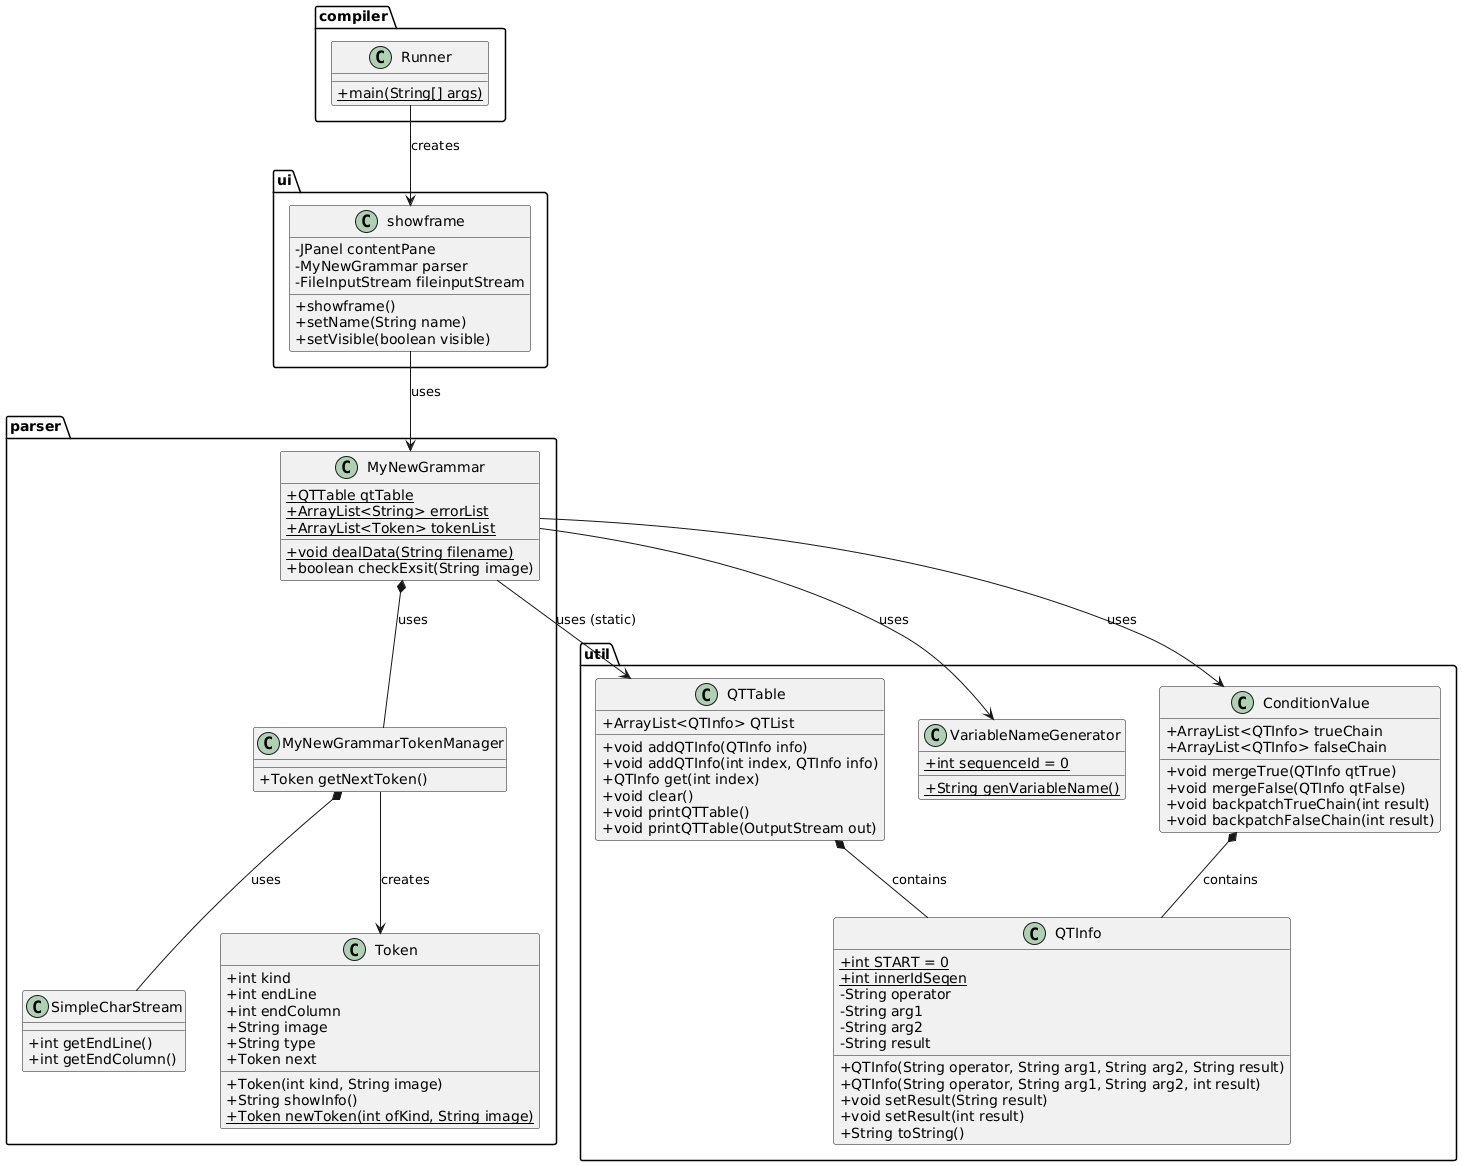 compiler
C Runner
+main(String[] args)
creates
ui
C showframe
-JPanel contentPane
-MyNewGrammar parser
-FileInputStream fileinputStream
+showframe()
+setName(String name)
+setVisible(boolean visible)
uses
parser
C MyNewGrammar
+QTTable qtTable
+ArrayList<String> errorList
+ArrayList<Token> tokenList
+void dealData(String filename)
+boolean checkExsit(String image)
uses
uses (static)
uses
uses
util
C MyNewGrammarTokenManager
+Token getNextToken()
C QTTable
+ArrayList<QTInfo> QTList
+void addQTInfo(QTInfo info)
+void addQTInfo(int index, QTInfo info)
+QTInfo get(int index)
+void clear()
+void printQTTable()
+void printQTTable(OutputStream out)
C VariableNameGenerator
+int sequenceId = 0
+String genVariableName()
C ConditionValue
+ArrayList<QTInfo> trueChain
+ArrayList<QTInfo> falseChain
+void mergeTrue(QTInfo qtTrue)
+void mergeFalse(QTInfo qtFalse)
+void backpatchTrueChain(int result)
+void backpatchFalseChain(int result)
uses
creates
contains
contains
C SimpleCharStream
+int getEndLine()
+int getEndColumn()
C Token
+int kind
+int endLine
+int endColumn
+String image
+String type
+Token next
+Token(int kind, String image)
+String showInfo()
+Token newToken(int ofKind, String image)
C QTInfo
+int START = 0
+int innerIdSeqen
-String operator
-String arg1
-String arg2
-String result
+QTInfo(String operator, String arg1, String arg2, String result)
+QTInfo(String operator, String arg1, String arg2, int result)
+void setResult(String result)
+void setResult(int result)
+String toString()